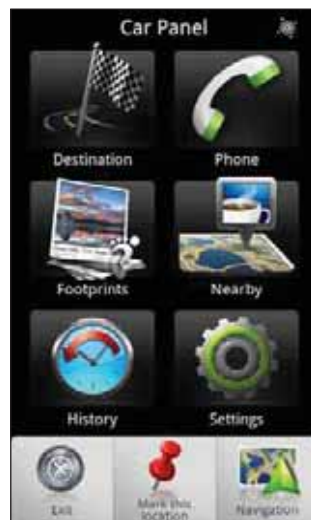 Car Panel
Destination
Phone
Footprints
Nearby
History
Settings
Exit
Mark this
location
Navigation